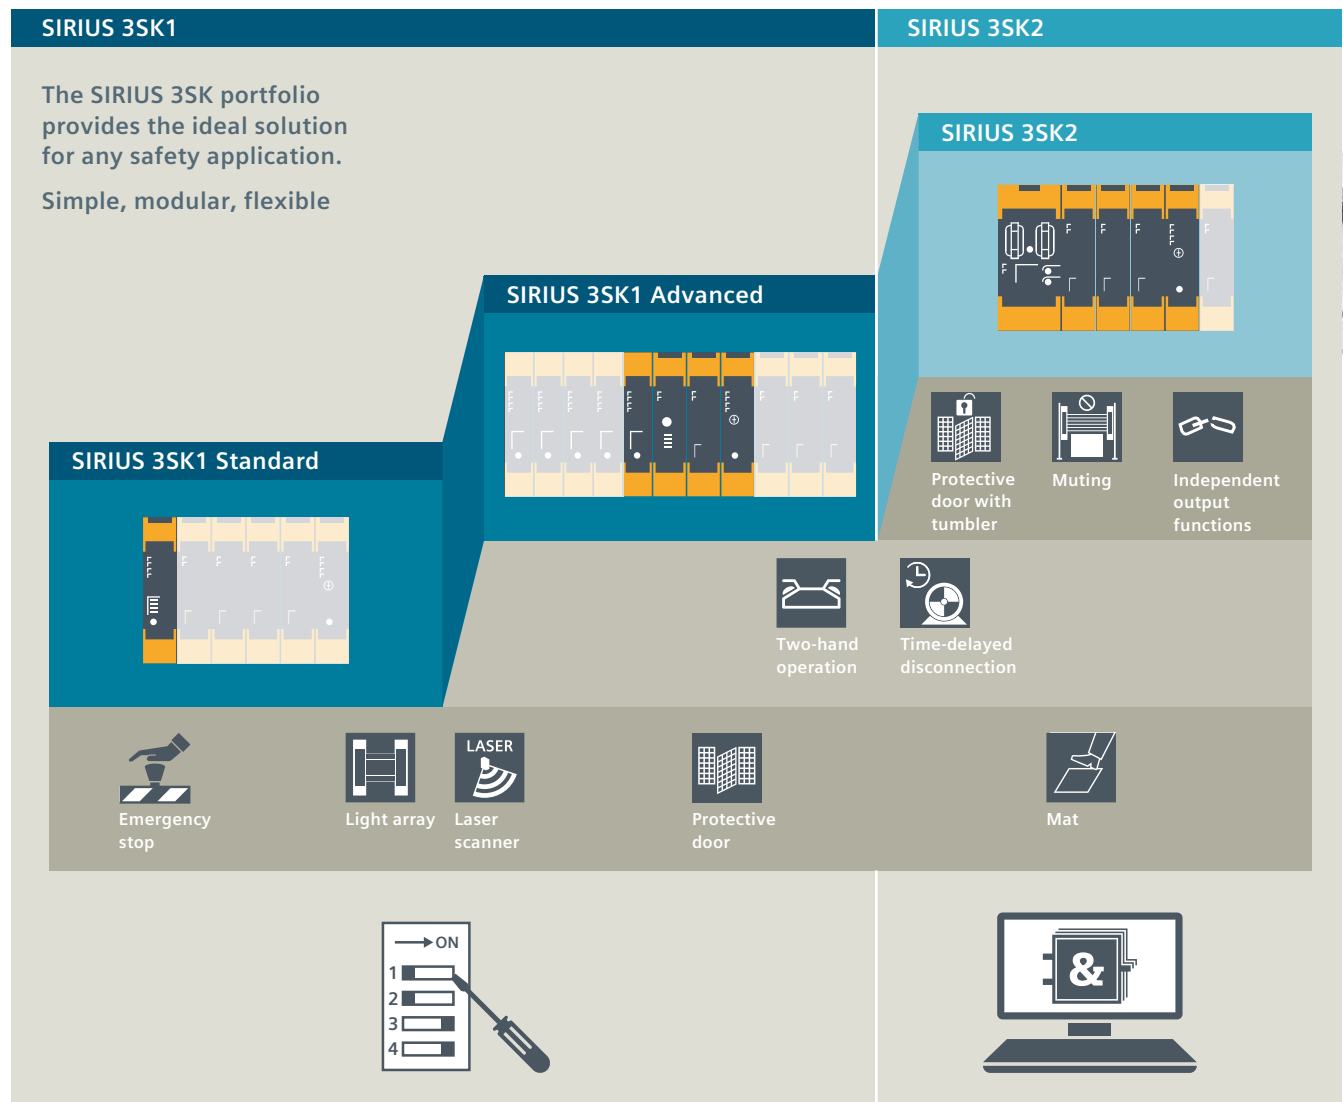 SIRIUS 3SK1
SIRIUS 3SK2
The SIRIUS 3SK portfolio
provides the ideal solution
for any safety application.
Simple, modular, flexible
SIRIUS 3SK2
SIRIUS 3SK1 Advanced
SIRIUS 3SK1 Standard
Protective
door with
tumbler
Muting
Independent
output
functions
Two-hand
operation
Time-delayed
disconnection
LASER
Emergency
stop
Light array
Laser
scanner
Protective
door
Mat
ON
1
2
3
4
&